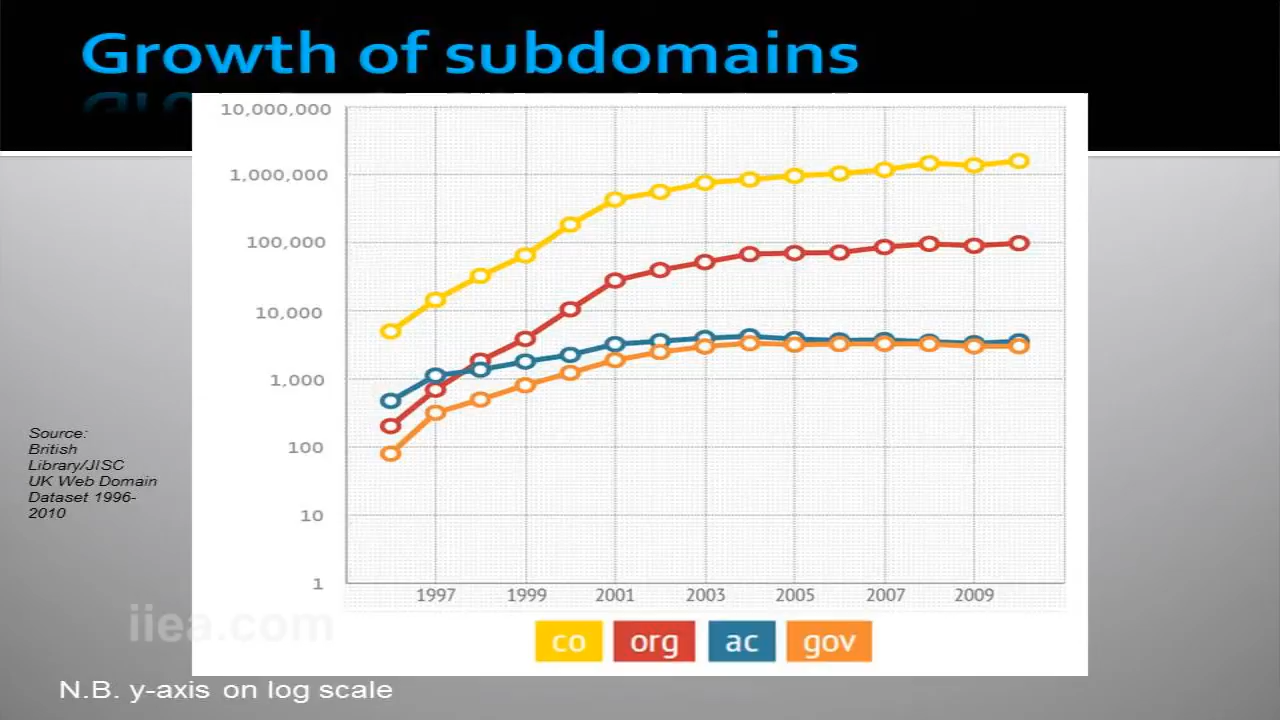 Growth of subdomains
10,000,000
1,000,000
100,000
10,000
1,000
100
10
1
1997 1999 2001 2003 2005 2007 2009
co org ac gov
Source:
British
Library/JISC
UK Web Domain
Dataset 1996-
2010
iiea.com
N.B. y-axis on log scale